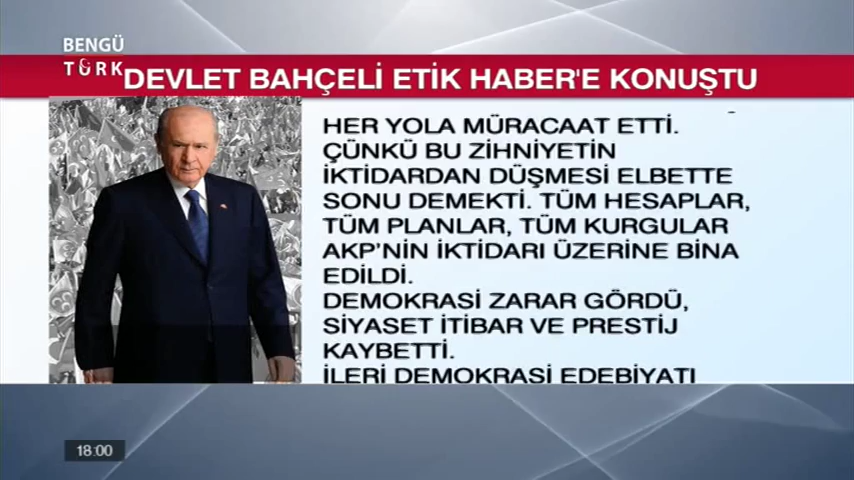 BENGÜ
TÜRK
DEVLET BAHÇELİ ETİK HABER'E KONUŞTU
HER YOLA MÜRACAAT ETTİ.
ÇÜNKÜ BU ZİHNİYETİN
İKTİDARDAN DÜŞMESİ ELBETTE
SONU DEMEKTİ. TÜM HESAPLAR,
TÜM PLANLAR, TÜM KURGULAR
AKP'NİN İKTİDARI ÜZERİNE BİNA
EDİLDİ.
DEMOKRASİ ZARAR GÖRDÜ,
SİYASET İTİBAR VE PRESTİJ
KAYBETTİ.
İLERİ DEMOKRASİ EDEBİYATI
18:00